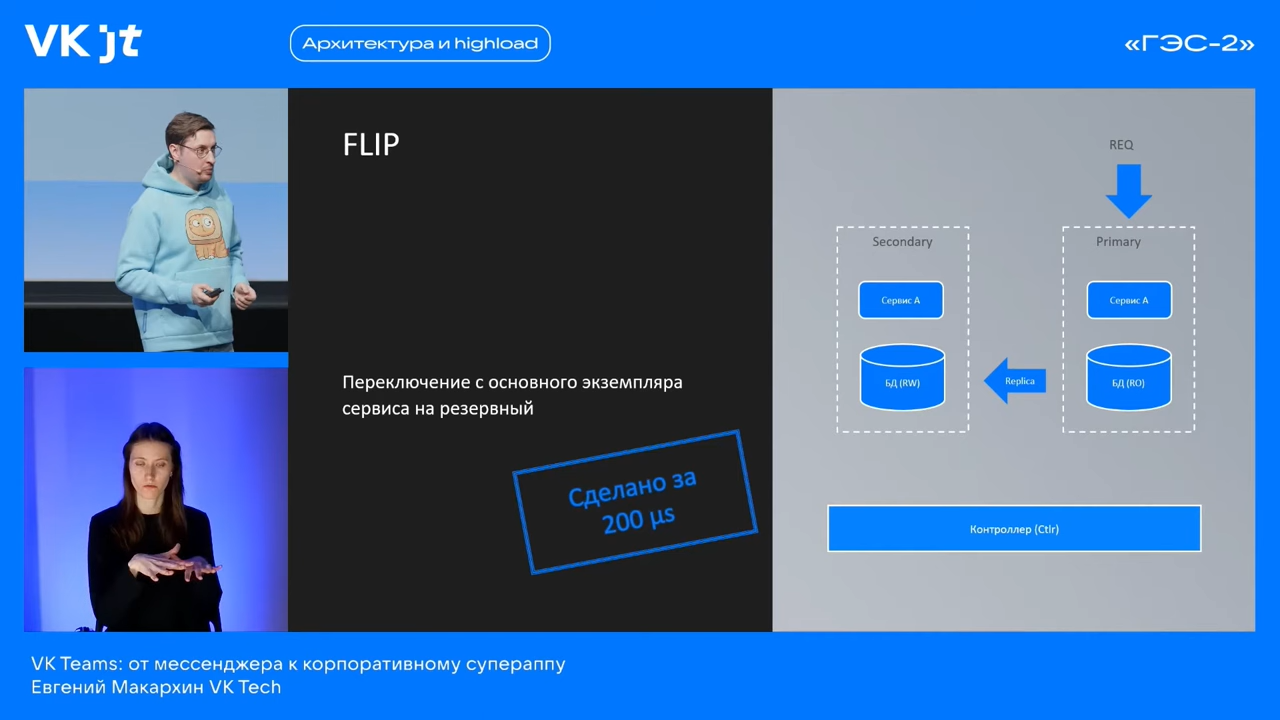 VK jt
Архитектура и highload
«ГЭС-2»
FLIP
Переключение с основного экземпляра
сервиса на резервный
Сделано за
200 µs
REQ
Secondary
Primary
Сервис А
Сервис А
БД (RW)
Replica
БД (RO)
Контроллер (Ctlr)
VK Teams: от мессенджера к корпоративному супераппу
Евгений Макархин VK Tech